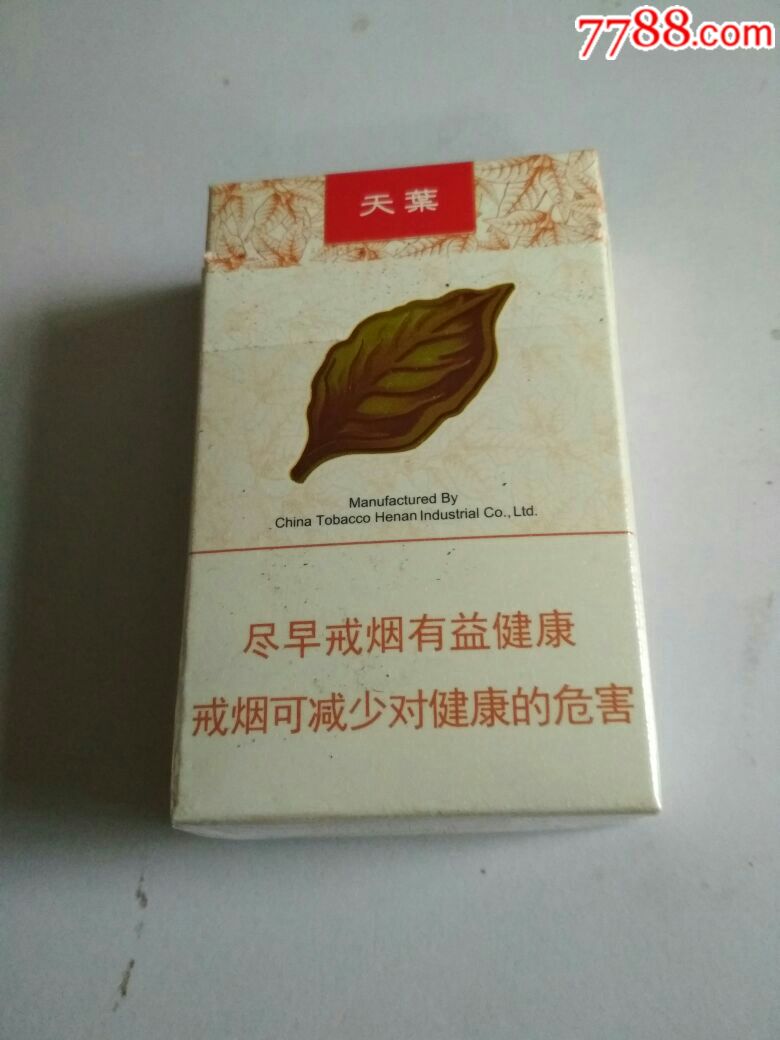 7788.com
天葉
Manufactured By
China Tobacco Henan Industrial Co., Ltd.
尽早戒烟有益健康
戒烟可减少对健康的危害